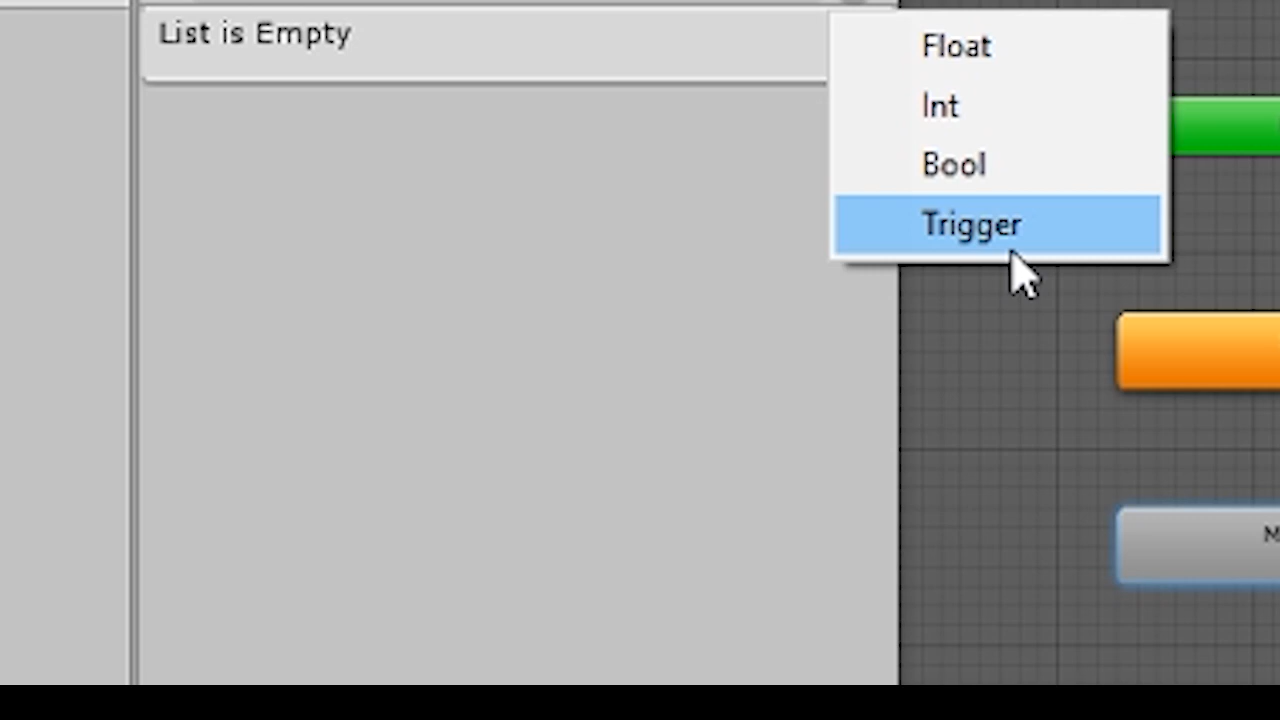 List is Empty
Float
Int
Bool
Trigger
M